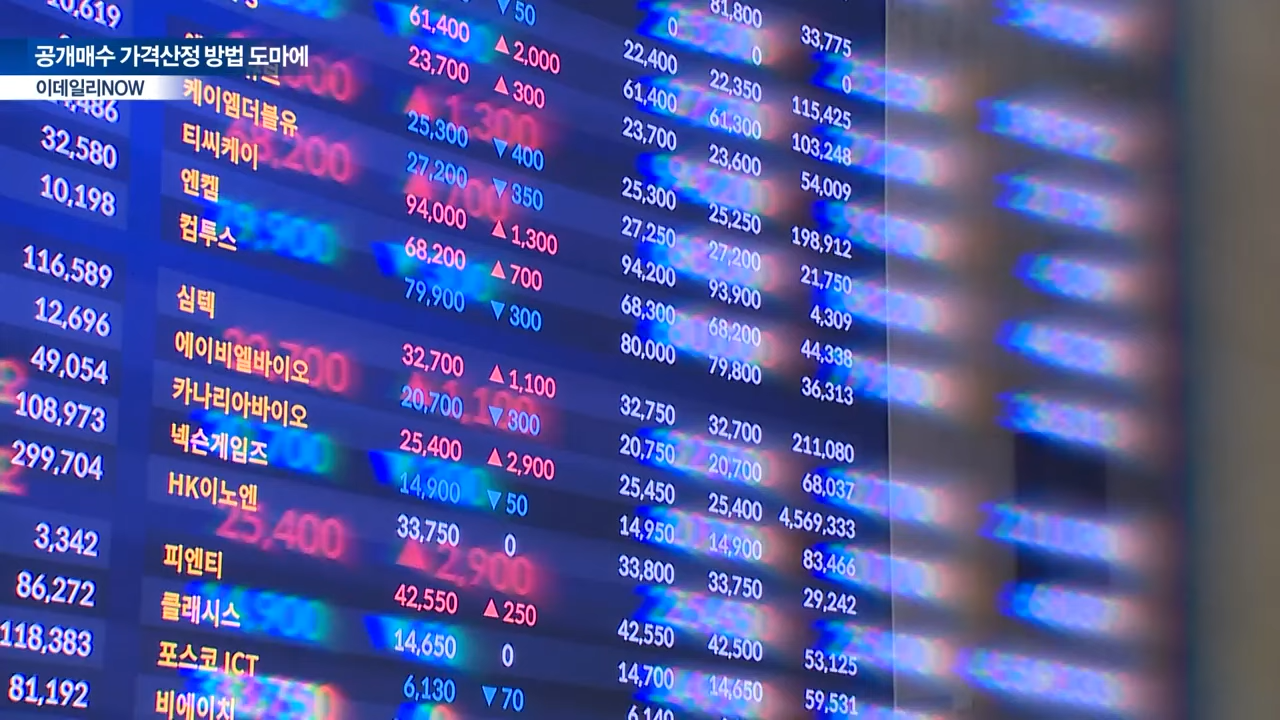 공개매수 가격산정 방법 도마에
이데일리NOW
10,619
▼50 81,800 33,775
61,400 ▲2,000 22,400 22,350 115,425
23,700 ▲300 61,400 61,300 103,248
25,300 ▼400 23,700 23,600 54,009
케이엠더블유 27,200 ▼350 25,300 25,250 198,912
티씨케이 94,000 ▲1,300 27,250 27,200 21,750
32,580 엔켐 68,200 ▲700 94,200 93,900 4,309
10,198 컴투스 79,900 ▼300 68,300 68,200 44,338
80,000 79,800 36,313
116,589 심텍 32,700 ▲1,100 32,750 32,700 211,080
12,696 에이비엘바이오 20,700 ▼300 20,750 20,700 68,037
49,054 카나리아바이오 25,400 ▲2,900 25,450 25,400 4,569,333
108,973 넥슨게임즈 14,900 ▼50 14,950 14,900 83,466
299,704 HK이노엔 33,750 0 33,800 33,750 29,242
3,342 피엔티 42,550 ▲250 42,550 42,500 53,125
86,272 클래시스 14,650 0 14,700 14,650 59,531
118,383 포스코 ICT 6,130 ▼70 6,140
81,192 비에이치